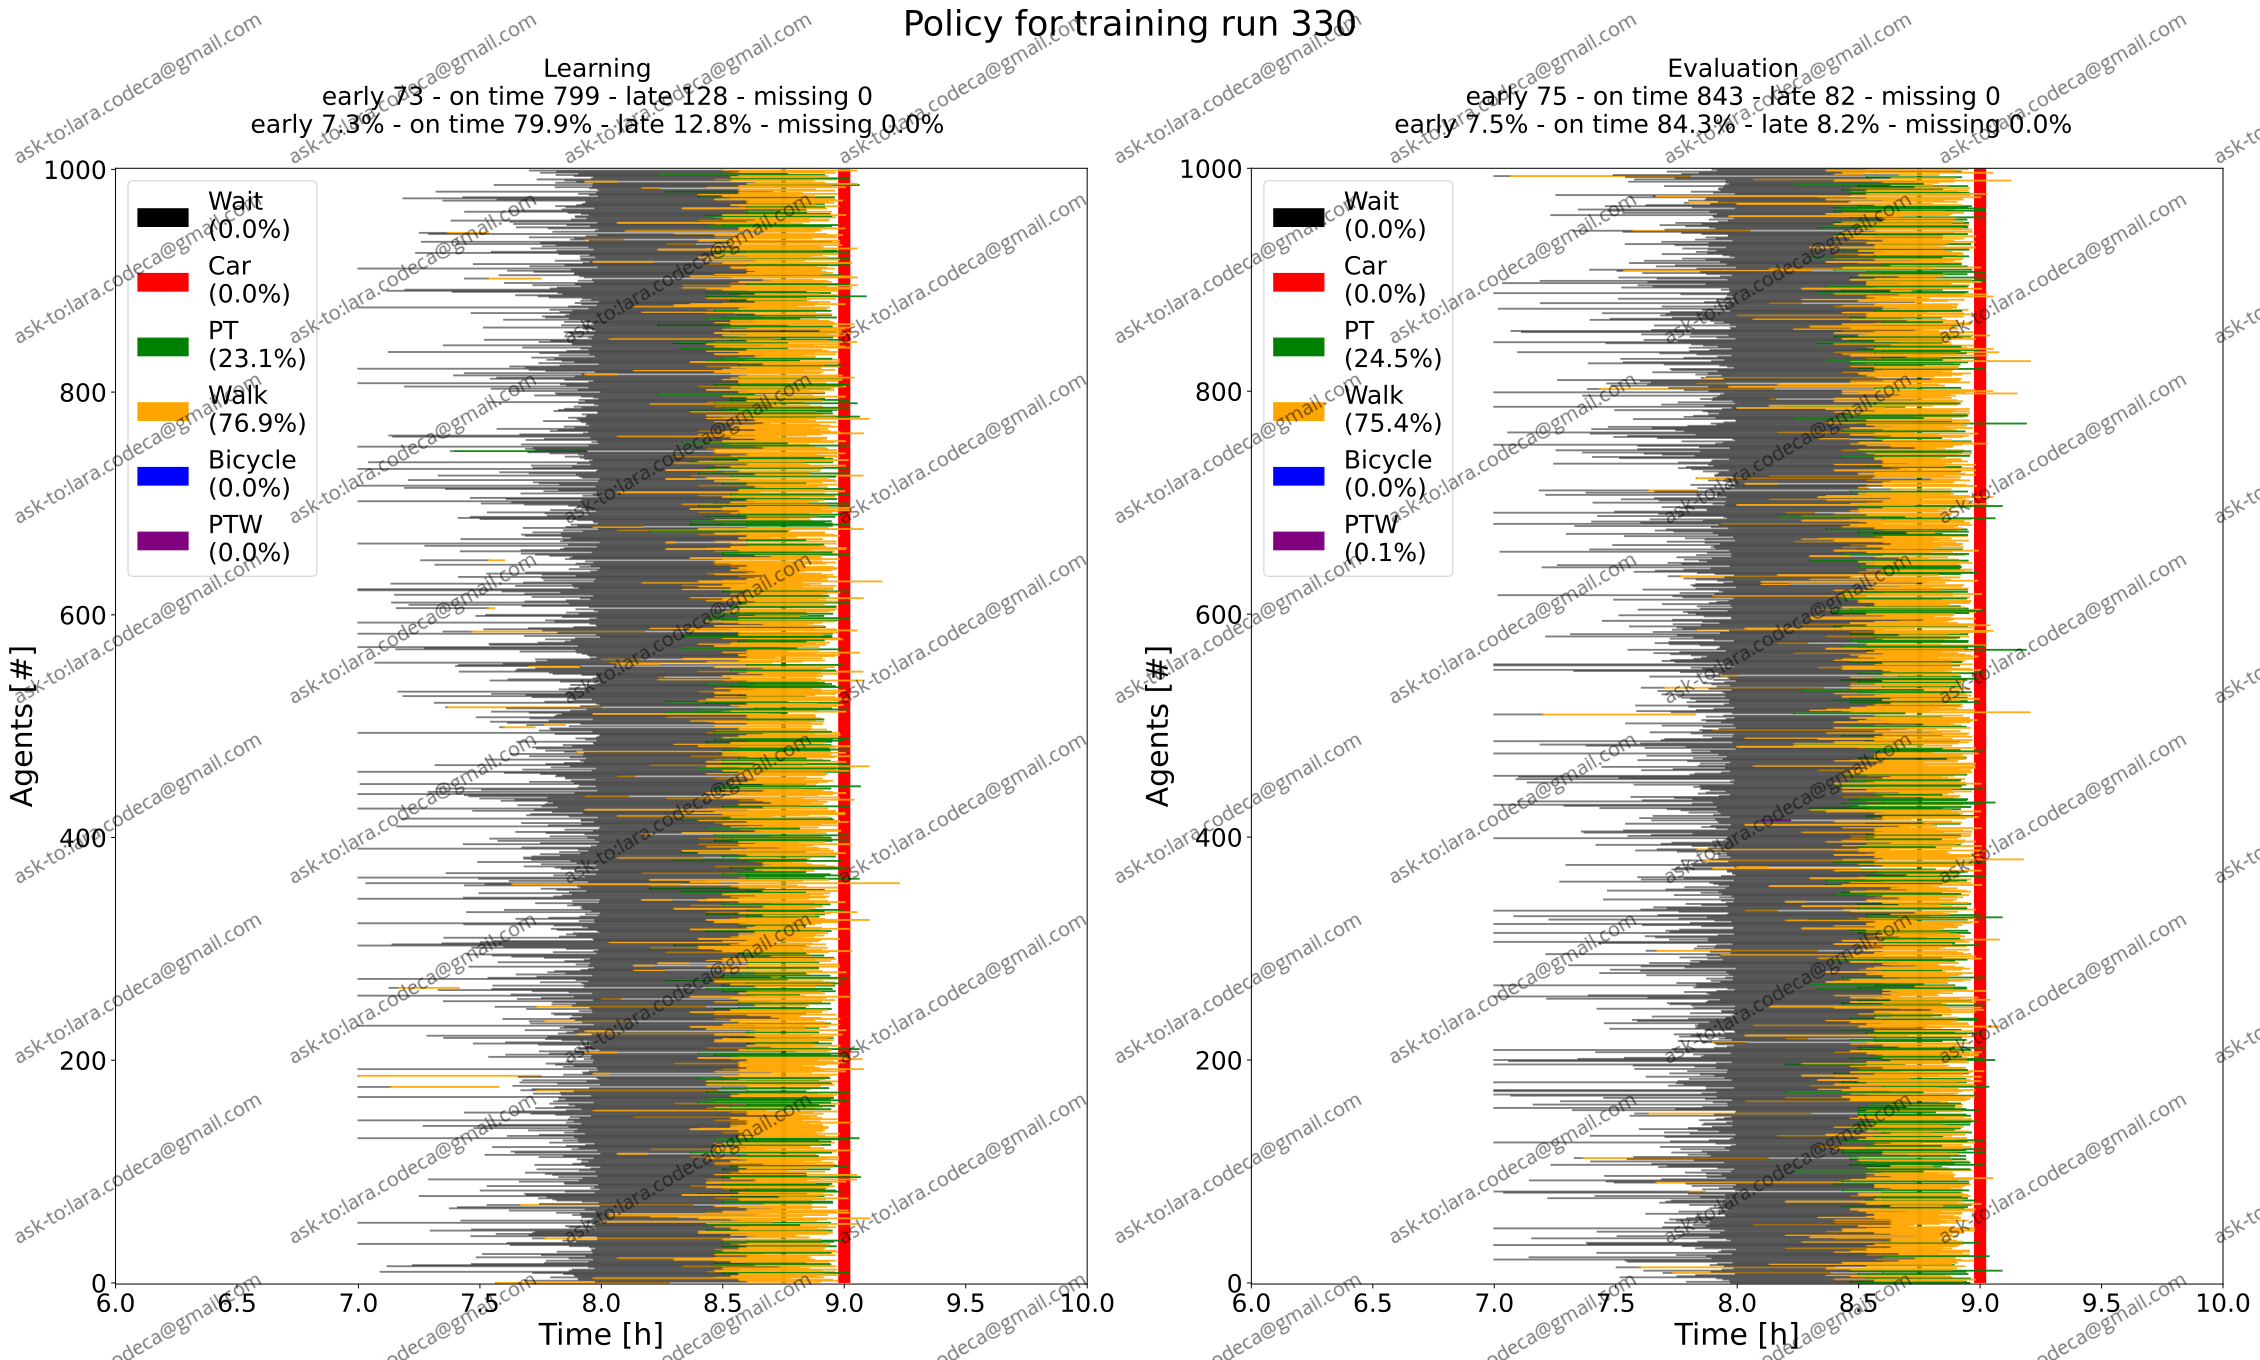 Policy for training run 330
Learning
early 73 - on time 799 - late 128 - missing 0
early 7.3% - on time 79.9% - late 12.8% - missing 0.0%
Wait
(0.0%)
Car
(0.0%)
PT
(23.1%)
Walk
(76.9%)
Bicycle
(0.0%)
PTW
(0.0%)
Agents [#]
1000
800
600
400
200
0
6.0 6.5 7.0 7.5 8.0 8.5 9.0 9.5 10.0
Time [h]
Evaluation
early 75 - on time 843 - late 82 - missing 0
early 7.5% - on time 84.3% - late 8.2% - missing 0.0%
Wait
(0.0%)
Car
(0.0%)
PT
(24.5%)
Walk
(75.4%)
Bicycle
(0.0%)
PTW
(0.1%)
Agents [#]
1000
800
600
400
200
0
6.0 6.5 7.0 7.5 8.0 8.5 9.0 9.5 10.0
Time [h]
ask-to:lara.codeca@gmail.com